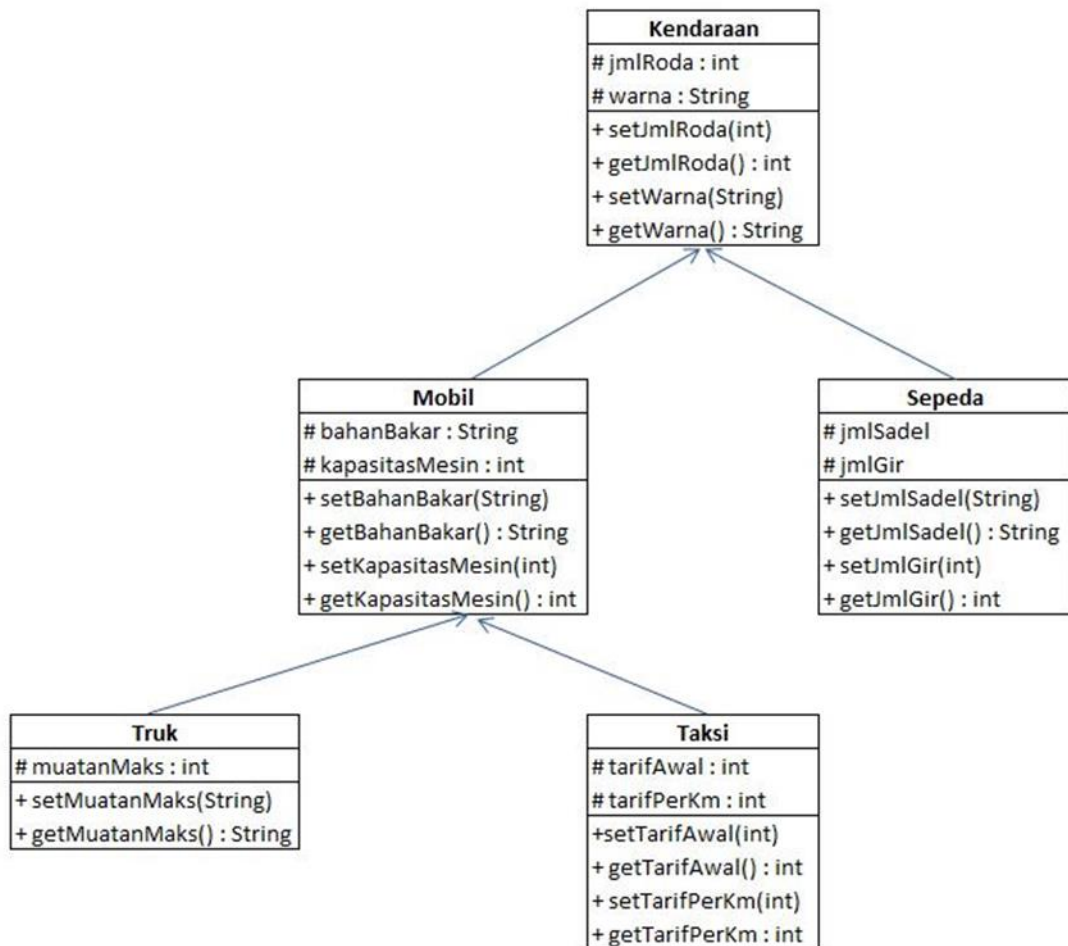 Kendaraan
# jmlRoda : int
# warna : String
+ setJmlRoda(int)
+ getJmlRoda() : int
+ setWarna(String)
+ getWarna() : String
Mobil
# bahanBakar : String
# kapasitasMesin : int
+ setBahanBakar(String)
+ getBahanBakar() : String
+ setKapasitasMesin(int)
+ getKapasitasMesin() : int
Sepeda
# jmlSadel
# jmlGir
+ setJmlSadel(String)
+ getJmlSadel() : String
+ setJmlGir(int)
+ getJmlGir() : int
Truk
# muatanMaks : int
+ setMuatanMaks(String)
+ getMuatanMaks() : String
Taksi
# tarifAwal : int
# tarifPerKm : int
+setTarifAwal(int)
+ getTarifAwal() : int
+ setTarifPerKm(int)
+ getTarifPerKm : int